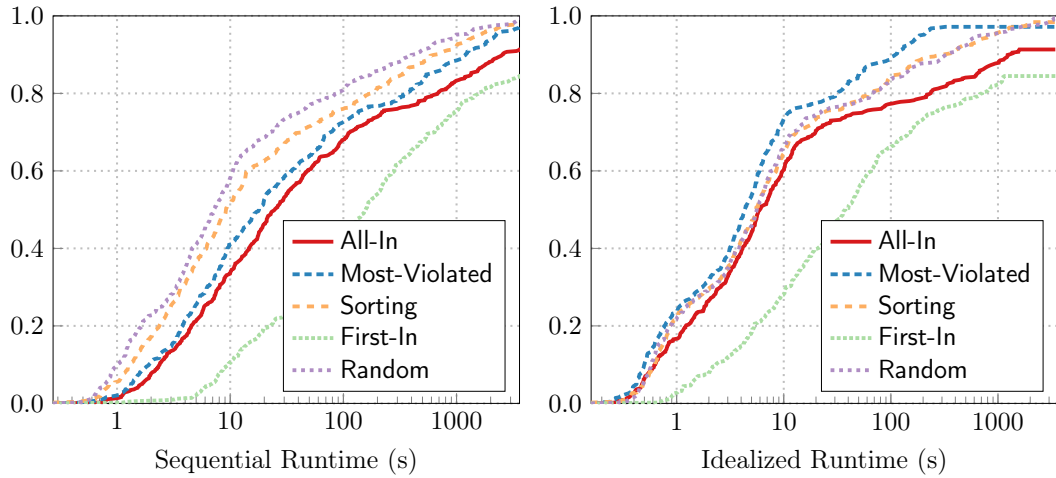 1.0
0.8
0.6
0.4
0.2
0.0
1 10 100 1000
Sequential Runtime (s)
All-In
Most-Violated
Sorting
First-In
Random
1.0
0.8
0.6
0.4
0.2
0.0
1 10 100 1000
Idealized Runtime (s)
All-In
Most-Violated
Sorting
First-In
Random